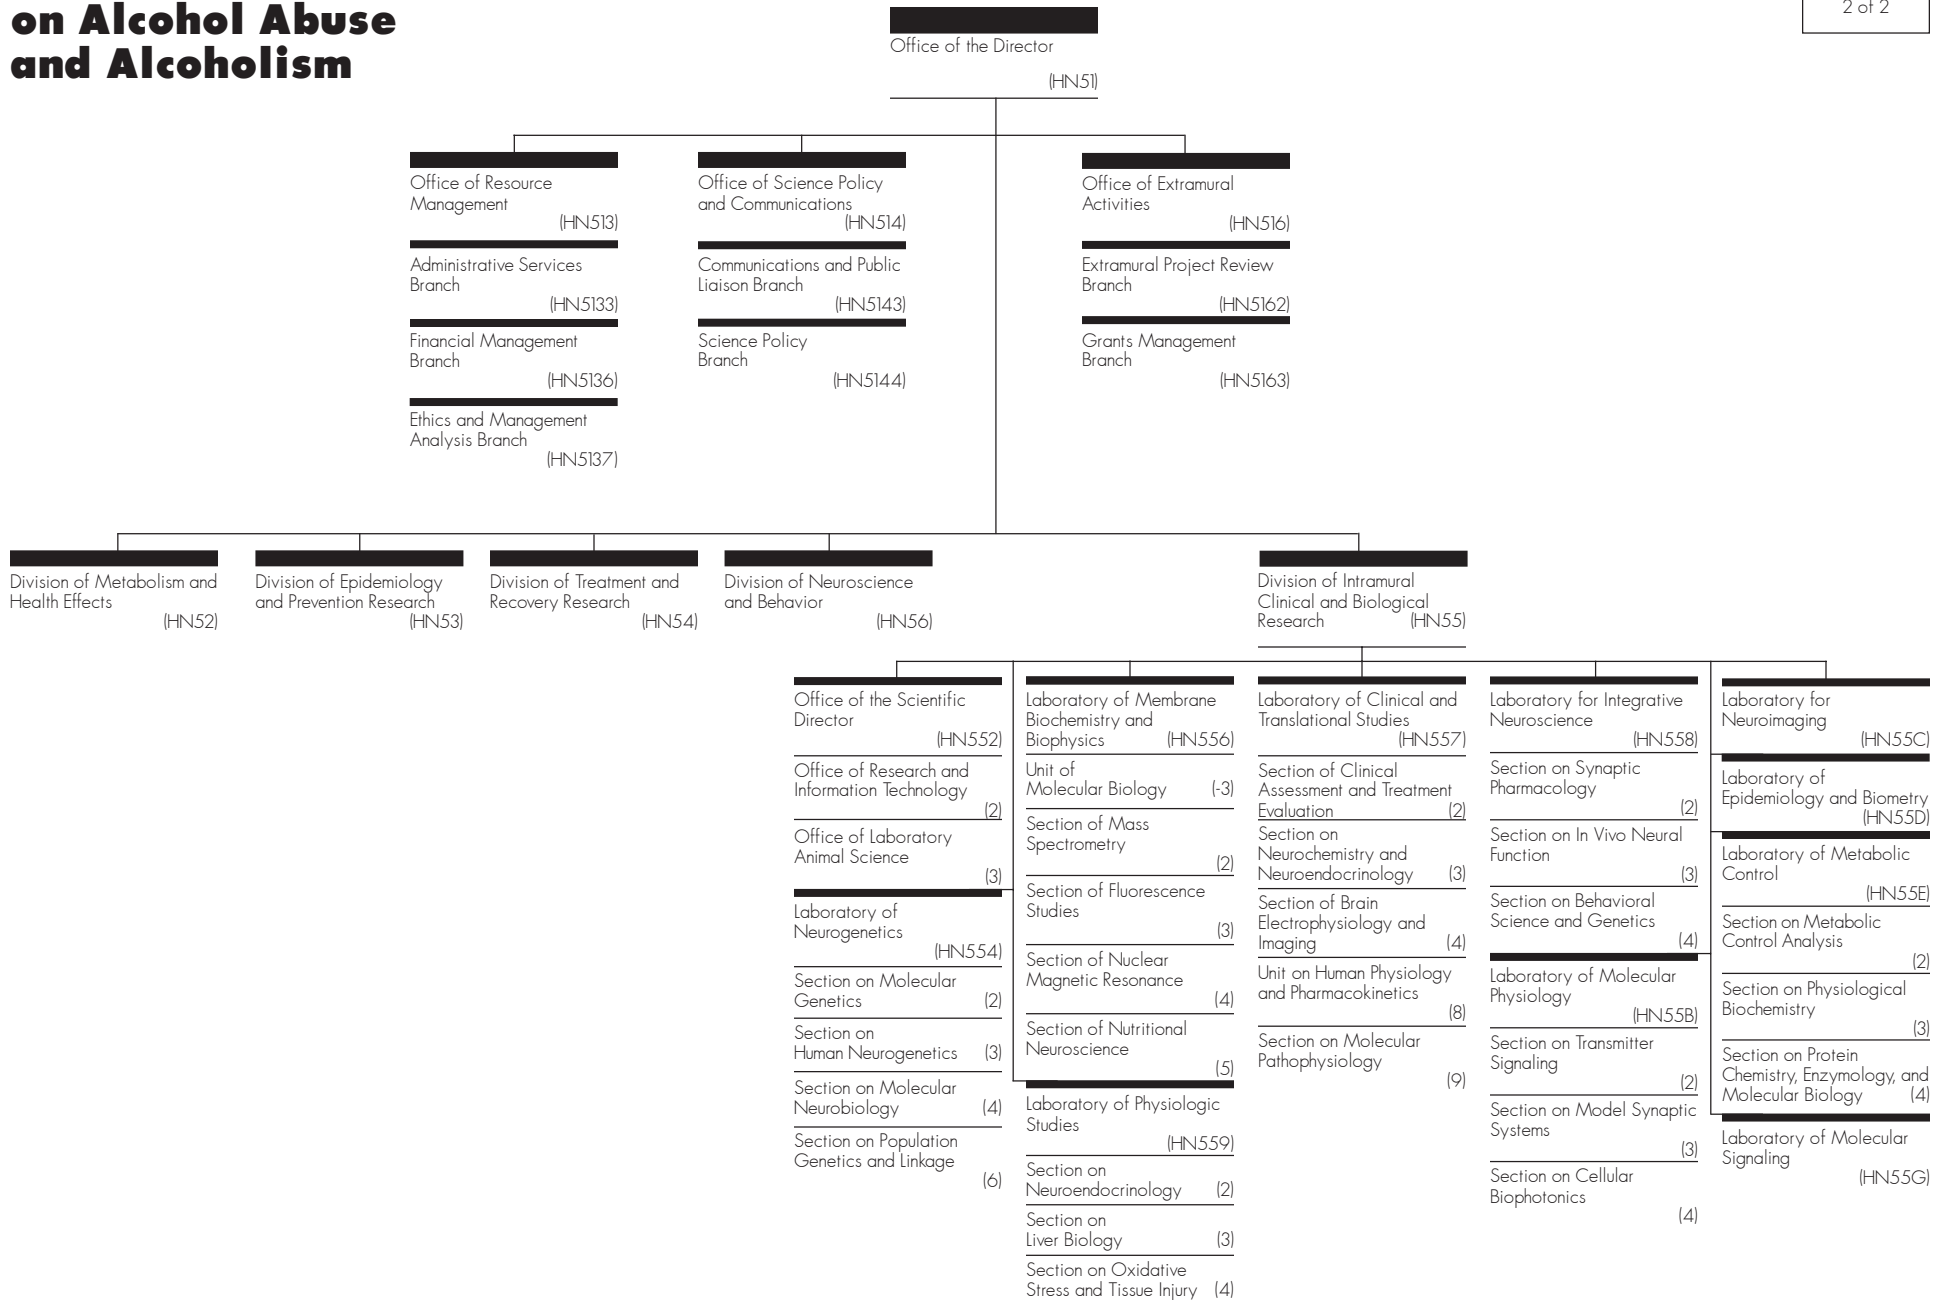 on Alcohol Abuse
and Alcoholism
2 of 2
Office of the Director
(HN51)
Office of Resource
Management
(HN513)
Administrative Services
Branch
(HN5133)
Financial Management
Branch
(HN5136)
Ethics and Management
Analysis Branch
(HN5137)
Office of Science Policy
and Communications
(HN514)
Communications and Public
Liaison Branch
(HN5143)
Science Policy
Branch
(HN5144)
Office of Extramural
Activities
(HN516)
Extramural Project Review
Branch
(HN5162)
Grants Management
Branch
(HN5163)
Division of Metabolism and
Health Effects
(HN52)
Division of Epidemiology
and Prevention Research
(HN53)
Division of Treatment and
Recovery Research
(HN54)
Division of Neuroscience
and Behavior
(HN56)
Division of Intramural
Clinical and Biological
Research (HN55)
Office of the Scientific
Director
(HN552)
Office of Research and
Information Technology
(2)
Office of Laboratory
Animal Science
(3)
Laboratory of
Neurogenetics
(HN554)
Section on Molecular
Genetics (2)
Section on
Human Neurogenetics (3)
Section on Molecular
Neurobiology (4)
Section on Population
Genetics and Linkage
(6)
Laboratory of Membrane
Biochemistry and
Biophysics (HN556)
Unit of
Molecular Biology (-3)
Section of Mass
Spectrometry
(2)
Section of Fluorescence
Studies
(3)
Section of Nuclear
Magnetic Resonance
(4)
Section of Nutritional
Neuroscience
(5)
Laboratory of Physiologic
Studies
(HN559)
Section on
Neuroendocrinology (2)
Section on
Liver Biology (3)
Section on Oxidative
Stress and Tissue Injury (4)
Laboratory of Clinical and
Translational Studies
(HN557)
Section of Clinical
Assessment and Treatment
Evaluation (2)
Section on
Neurochemistry and
Neuroendocrinology (3)
Section of Brain
Electrophysiology and
Imaging (4)
Unit on Human Physiology
and Pharmacokinetics
(8)
Section on Molecular
Pathophysiology
(9)
Laboratory for Integrative
Neuroscience
(HN558)
Section on Synaptic
Pharmacology
(2)
Section on In Vivo Neural
Function
(3)
Section on Behavioral
Science and Genetics
(4)
Laboratory of Molecular
Physiology
(HN55B)
Section on Transmitter
Signaling
(2)
Section on Model Synaptic
Systems
(3)
Section on Cellular
Biophotonics
(4)
Laboratory for
Neuroimaging
(HN55C)
Laboratory of
Epidemiology and Biometry
(HN55D)
Laboratory of Metabolic
Control
(HN55E)
Section on Metabolic
Control Analysis
(2)
Section on Physiological
Biochemistry
(3)
Section on Protein
Chemistry, Enzymology, and
Molecular Biology (4)
Laboratory of Molecular
Signaling
(HN55G)